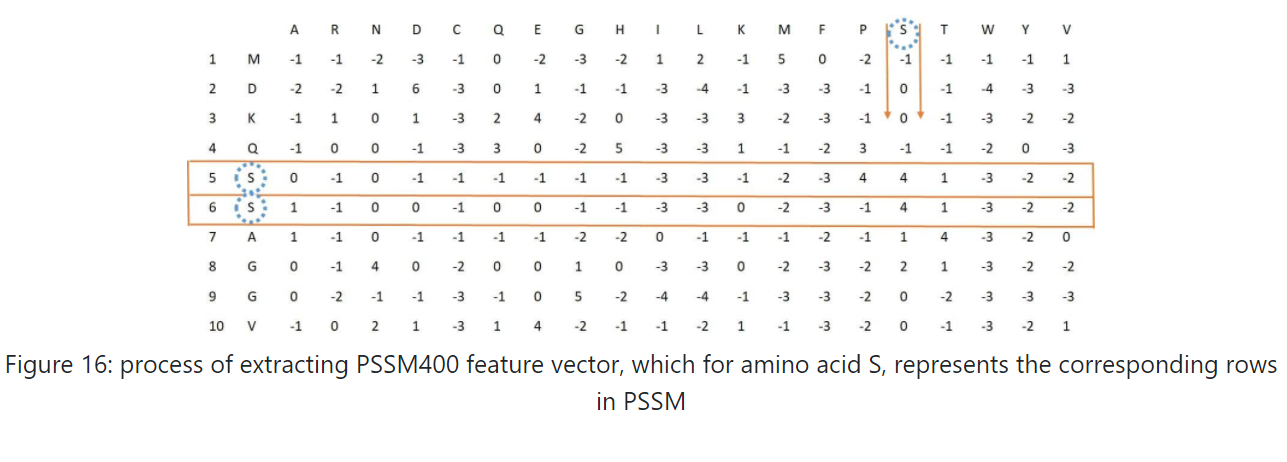 A R N D C Q E G H I L K M F P S T W Y V
1 M -1 -1 -2 -3 -1 0 -2 -3 -2 1 2 -1 5 0 -2 -1 -1 -1 -1 1
2 D -2 -2 1 6 -3 0 1 -1 -1 -3 -4 -1 -3 -3 -1 0 -1 -4 -3 -3
3 K -1 1 0 1 -3 2 4 -2 0 -3 -3 3 -2 -3 -1 0 -1 -3 -2 -2
4 Q -1 0 0 -1 -3 3 0 -2 5 -3 -3 1 -1 -2 3 -1 -1 -2 0 -3
5 S 0 -1 0 -1 -1 -1 -1 -1 -1 -3 -3 -1 -2 -3 4 4 1 -3 -2 -2
6 S 1 -1 0 0 -1 0 0 -1 -1 -3 -3 0 -2 -3 -1 4 1 -3 -2 -2
7 A 1 -1 0 -1 -1 -1 -1 -2 -2 0 -1 -1 -1 -2 -1 1 4 -3 -2 0
8 G 0 -1 4 0 -2 0 0 1 0 -3 -3 0 -2 -3 -2 2 1 -3 -2 -2
9 G 0 -2 -1 -1 -3 -1 0 5 -2 -4 -4 -1 -3 -3 -2 0 -2 -3 -3 -3
10 V -1 0 2 1 -3 1 4 -2 -1 -1 -2 1 -1 -3 -2 0 -1 -3 -2 1
Figure 16: process of extracting PSSM400 feature vector, which for amino acid S, represents the corresponding rows
in PSSM